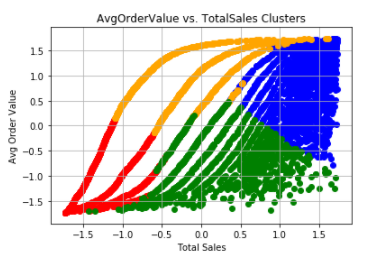 AvgOrderValue vs. TotalSales Clusters
Avg Order Value
1.5
1.0
0.5
0.0
−0.5
−1.0
−1.5
−1.5 −1.0 −0.5 0.0 0.5 1.0 1.5
Total Sales